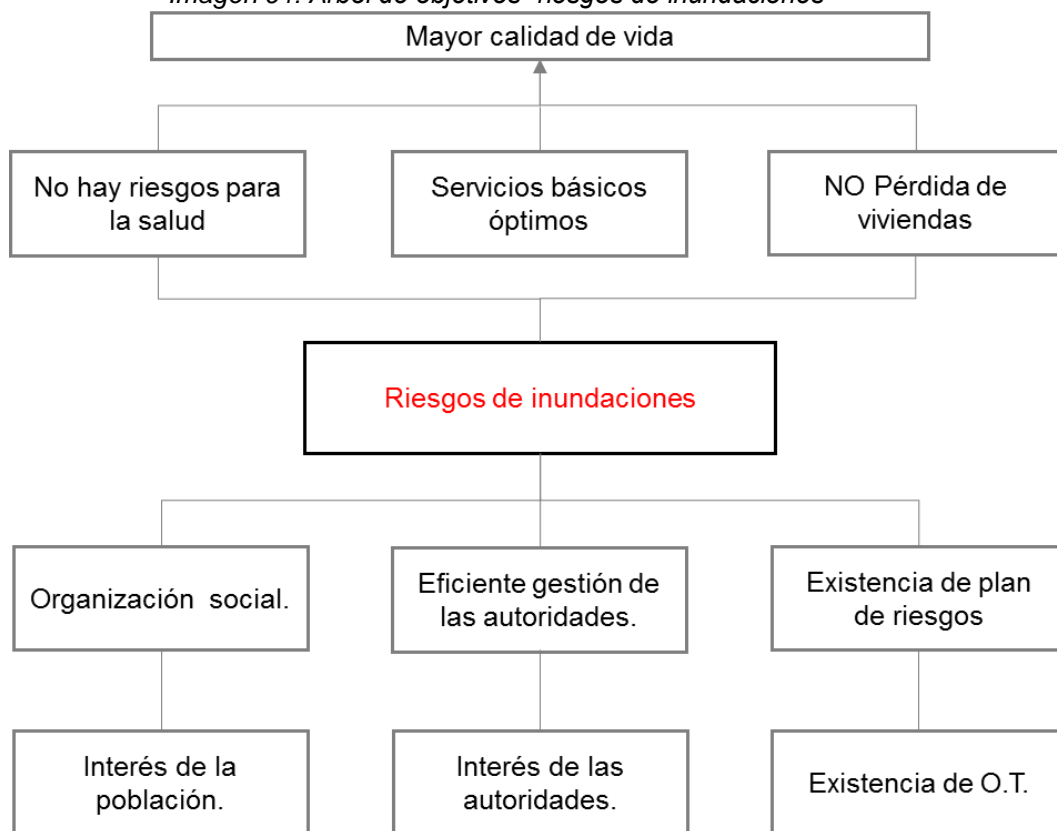 Mayor calidad de vida
No hay riesgos para
la salud
Servicios básicos
óptimos
NO Pérdida de
viviendas
Riesgos de inundaciones
Organización social.
Eficiente gestión de
las autoridades.
Existencia de plan
de riesgos
Interés de la
población.
Interés de las
autoridades.
Existencia de O.T.